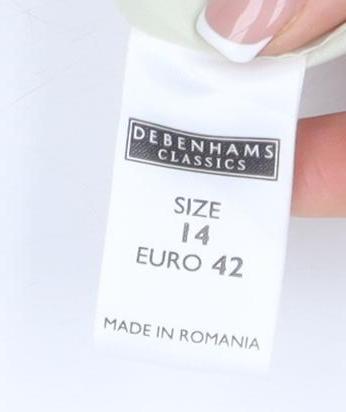 DEBENHAMS
CLASSICS
SIZE
14
EURO 42
MADE IN ROMANIA